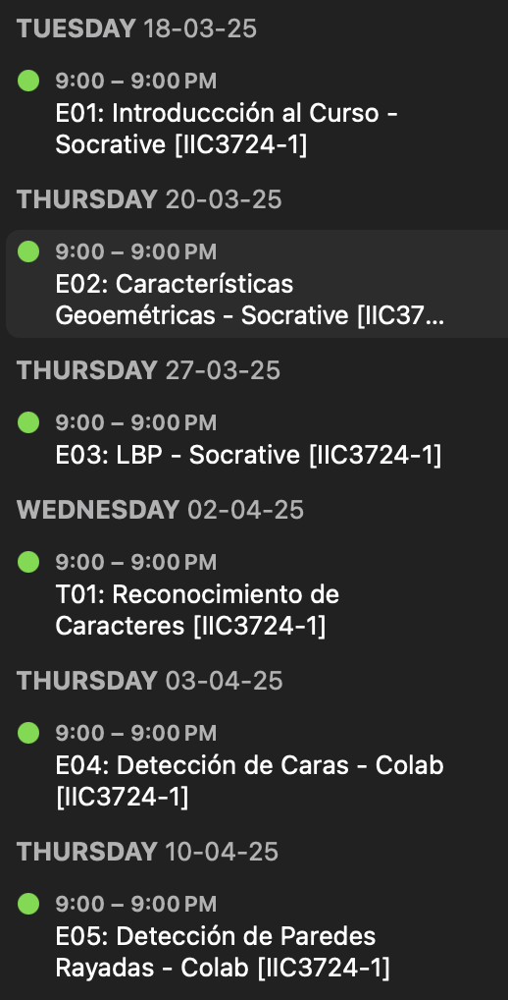 TUESDAY 18-03-25
9:00 – 9:00 PM
E01: Introduccción al Curso -
Socrative [IIC3724-1]
THURSDAY 20-03-25
9:00 – 9:00 PM
E02: Características
Geoemétricas - Socrative [IIC37...
THURSDAY 27-03-25
9:00 – 9:00 PM
E03: LBP - Socrative [IIC3724-1]
WEDNESDAY 02-04-25
9:00 – 9:00 PM
T01: Reconocimiento de
Caracteres [IIC3724-1]
THURSDAY 03-04-25
9:00 – 9:00 PM
E04: Detección de Caras - Colab
[IIC3724-1]
THURSDAY 10-04-25
9:00 – 9:00 PM
E05: Detección de Paredes
Rayadas - Colab [IIC3724-1]